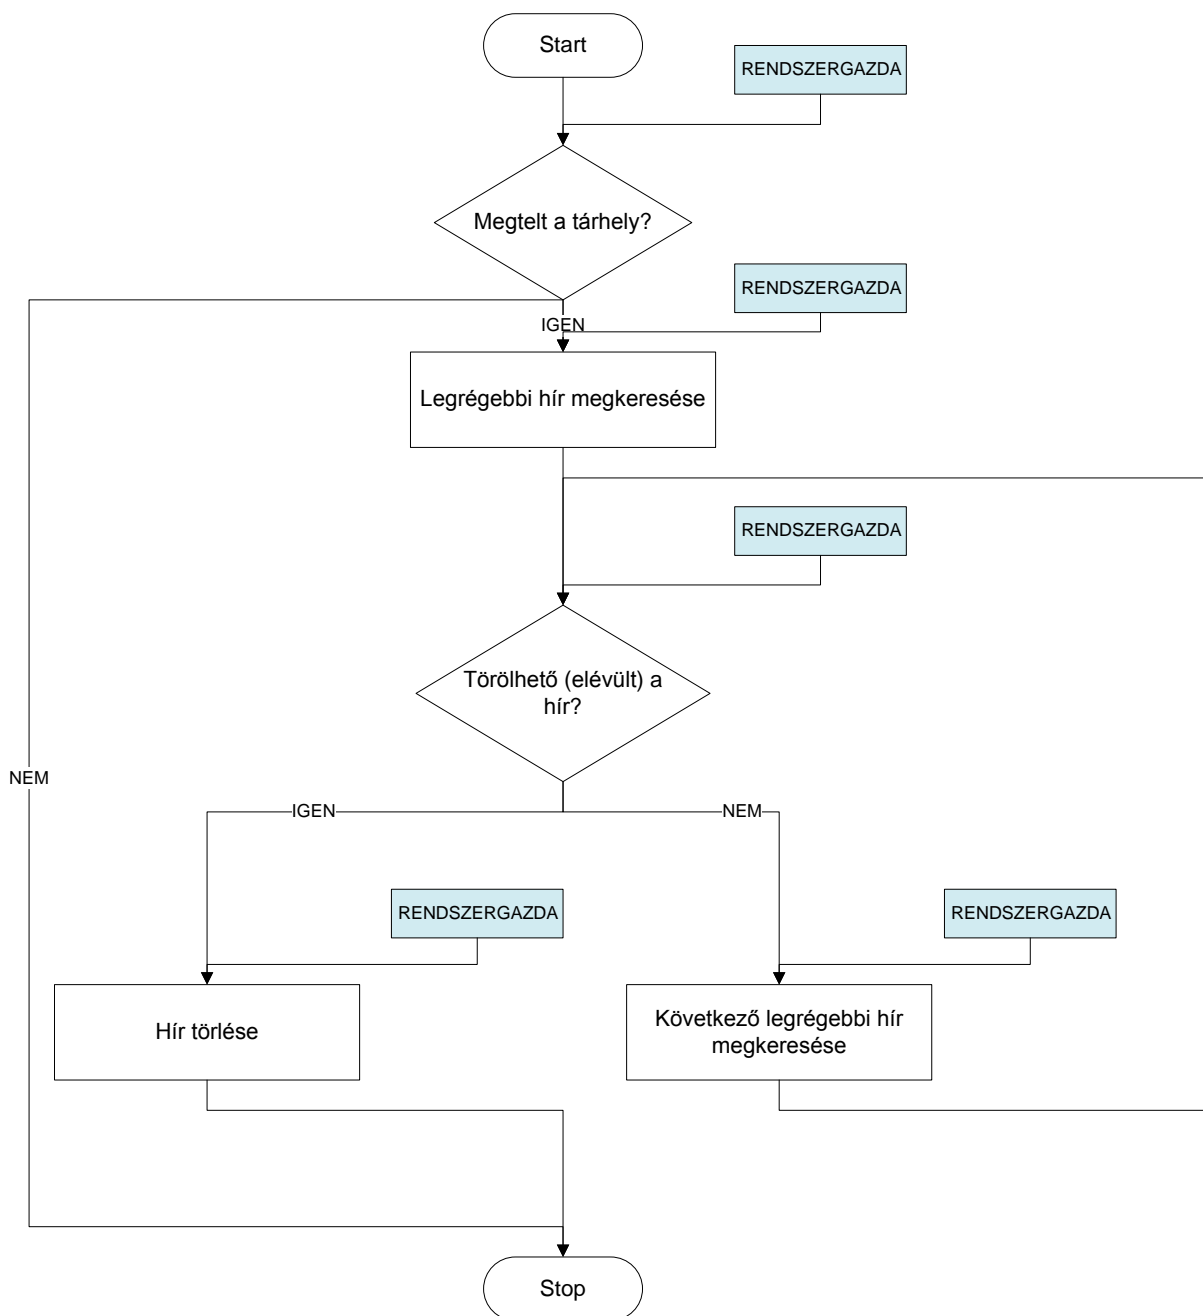 Start
RENDSZERGAZDA
Megtelt a tárhely?
RENDSZERGAZDA
IGEN
Legrégebbi hír megkeresése
RENDSZERGAZDA
Törölhető (elévült) a
hír?
NEM
IGEN
NEM
RENDSZERGAZDA
RENDSZERGAZDA
Hír törlése
Következő legrégebbi hír
megkeresése
Stop